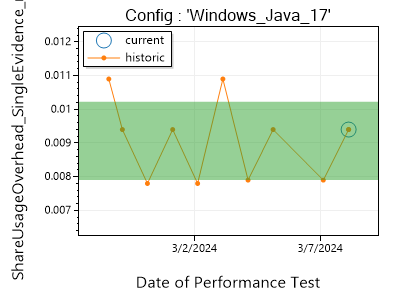 Config : 'Windows_Java_17'
current
historic
0.012
0.011
0.01
0.009
0.008
0.007
3/2/2024
3/7/2024
Date of Performance Test
ShareUsageOverhead_SingleEvidence_